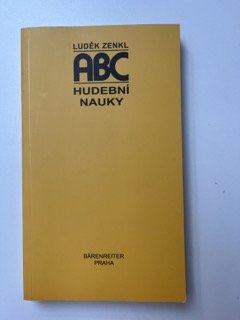 LUDĚK ZENKL
ABC
HUDEBNÍ
NAUKY
BÄRENREITER
PRAHA